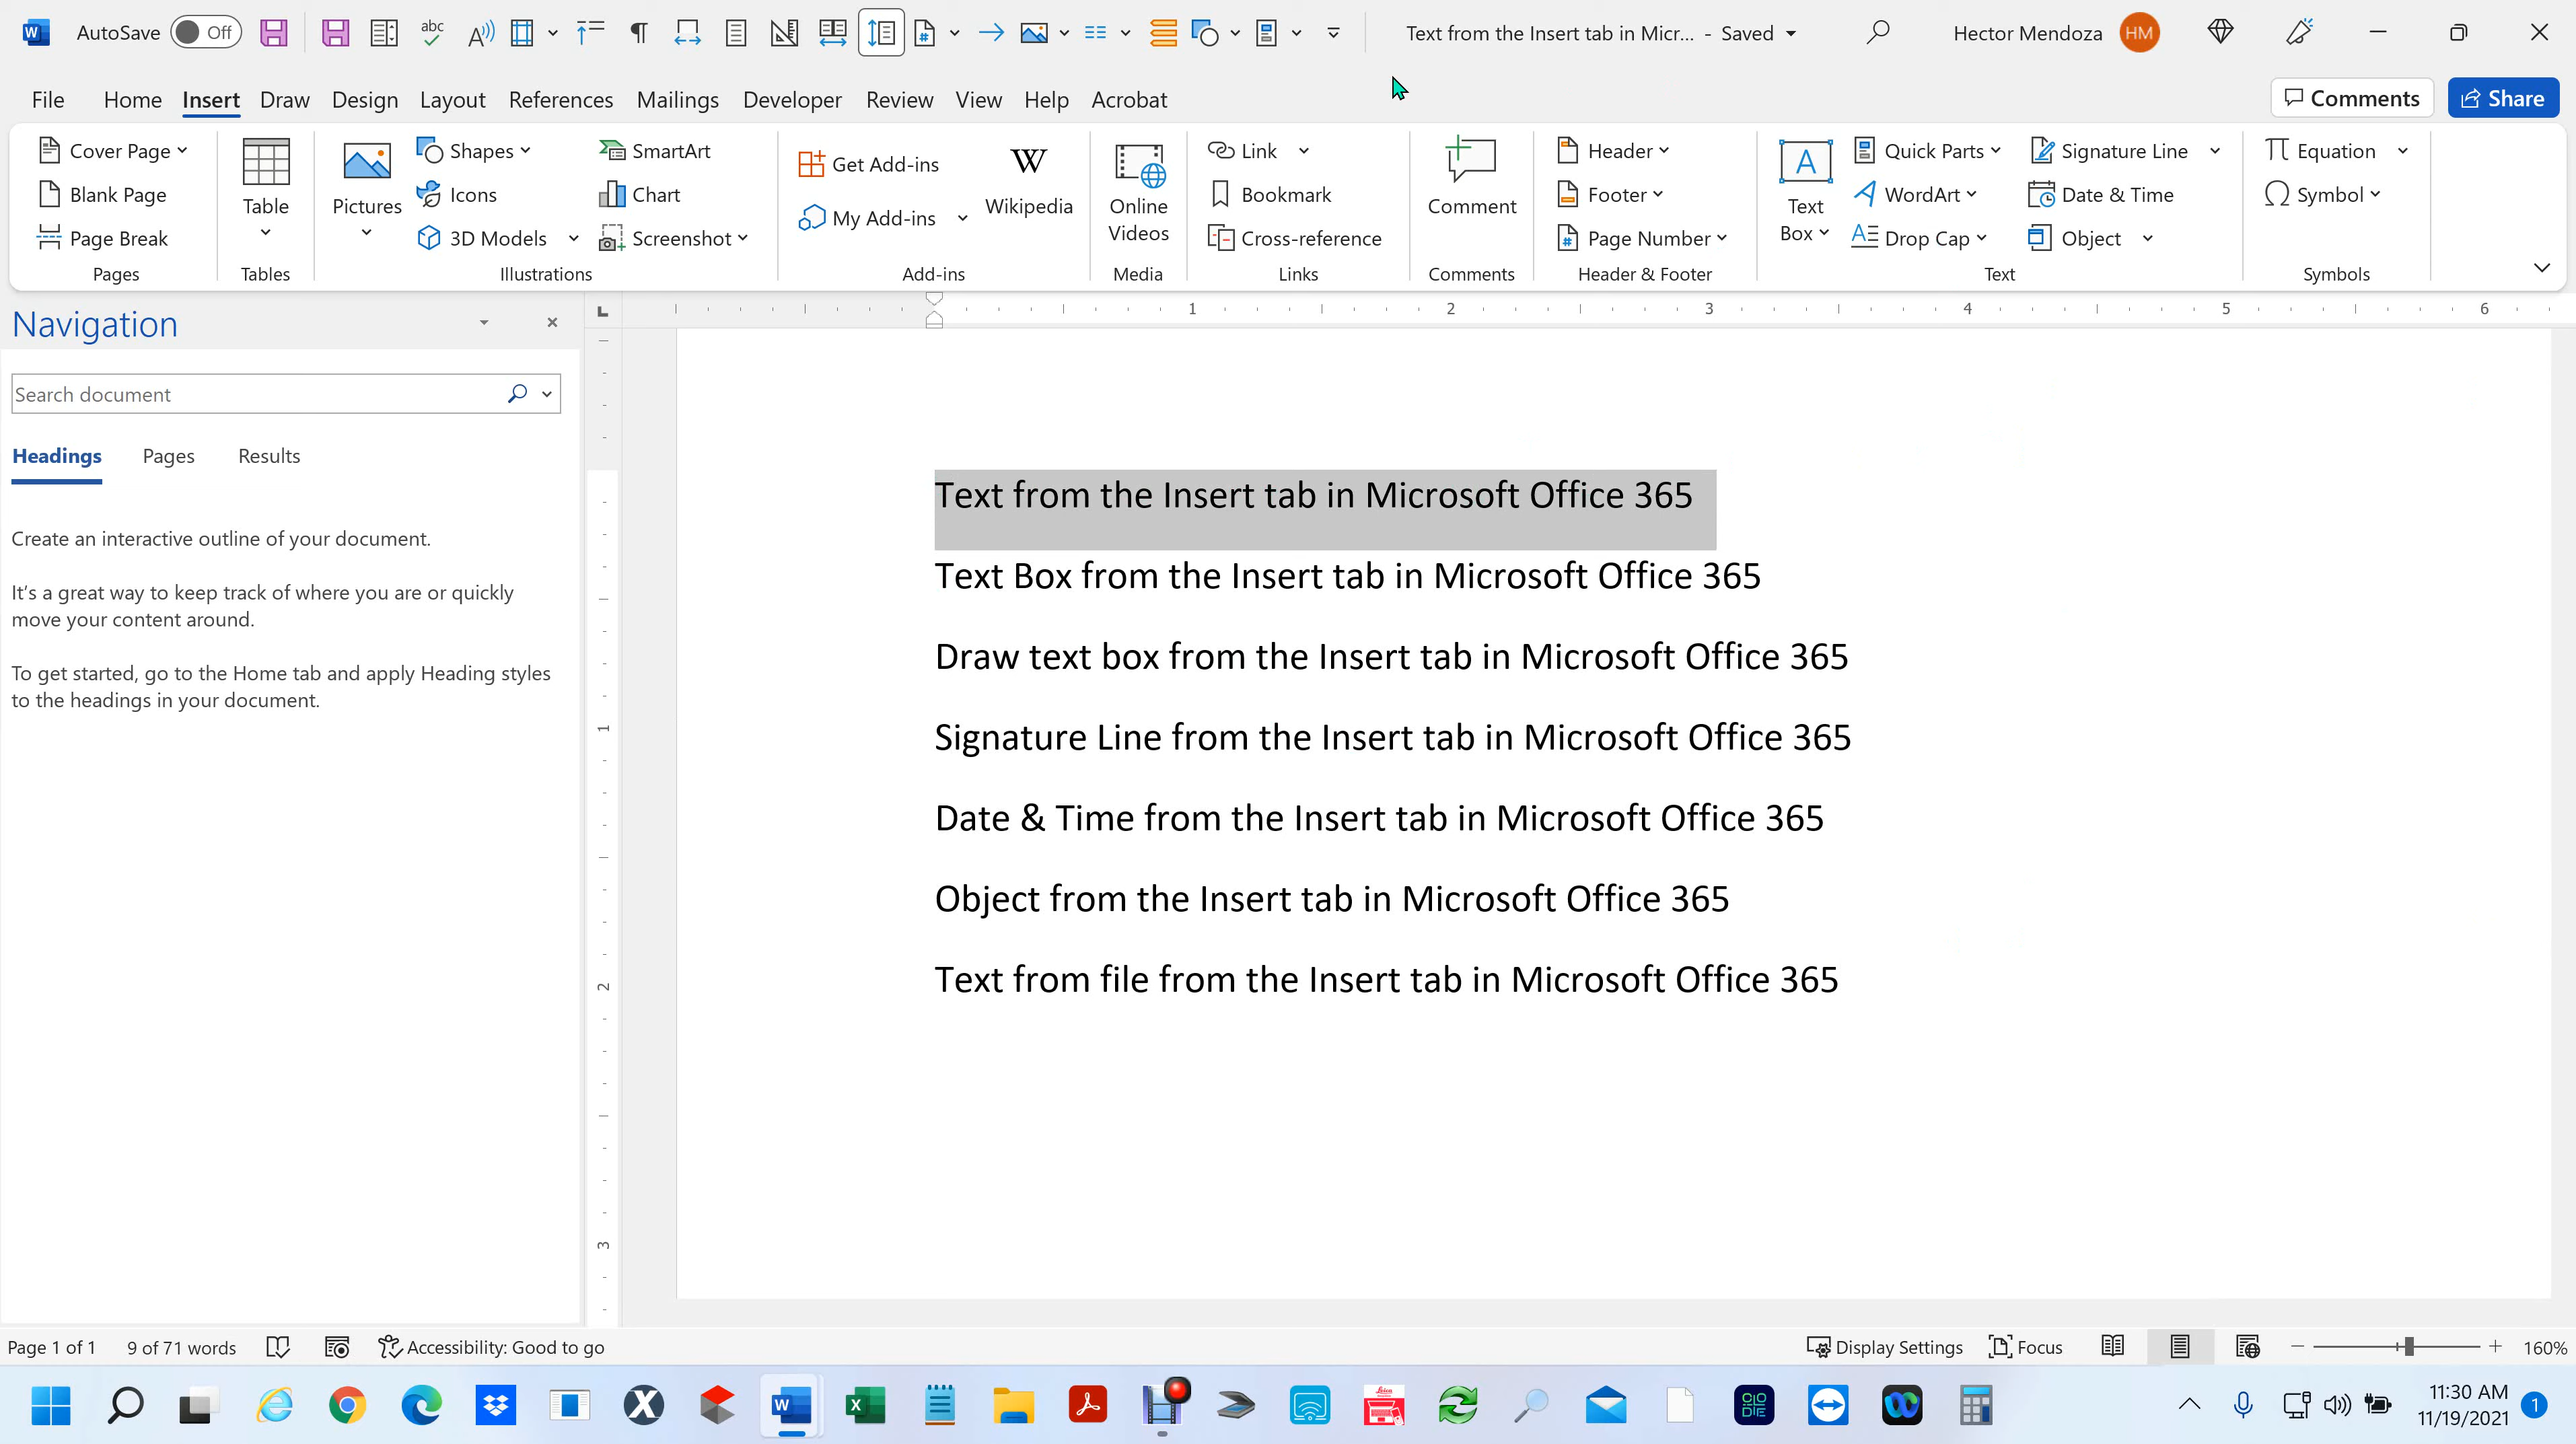 AutoSave Off
abc
Text from the Insert tab in Micr... - Saved
Hector Mendoza HM
File Home Insert Draw Design Layout References Mailings Developer Review View Help Acrobat
Comments Share
Cover Page
Blank Page
Page Break
Pages
Table
Tables
Pictures
Shapes
Icons
3D Models
SmartArt
Chart
Screenshot
Illustrations
Get Add-ins
My Add-ins
W
Wikipedia
Add-ins
Online
Videos
Media
Link
Bookmark
Cross-reference
Links
Comment
Comments
Header
Footer
Page Number
Header & Footer
Text
Box
Quick Parts
WordArt
Drop Cap
Signature Line
Date & Time
Object
Text
Equation
Symbol
Symbols
Navigation
Search document
Headings Pages Results
Create an interactive outline of your document.
It's a great way to keep track of where you are or quickly
move your content around.
To get started, go to the Home tab and apply Heading styles
to the headings in your document.
1 2 3 4 5 6
1
2
3
Text from the Insert tab in Microsoft Office 365
Text Box from the Insert tab in Microsoft Office 365
Draw text box from the Insert tab in Microsoft Office 365
Signature Line from the Insert tab in Microsoft Office 365
Date & Time from the Insert tab in Microsoft Office 365
Object from the Insert tab in Microsoft Office 365
Text from file from the Insert tab in Microsoft Office 365
Page 1 of 1 9 of 71 words Accessibility: Good to go
Display Settings Focus 160%
11:30 AM
11/19/2021
1